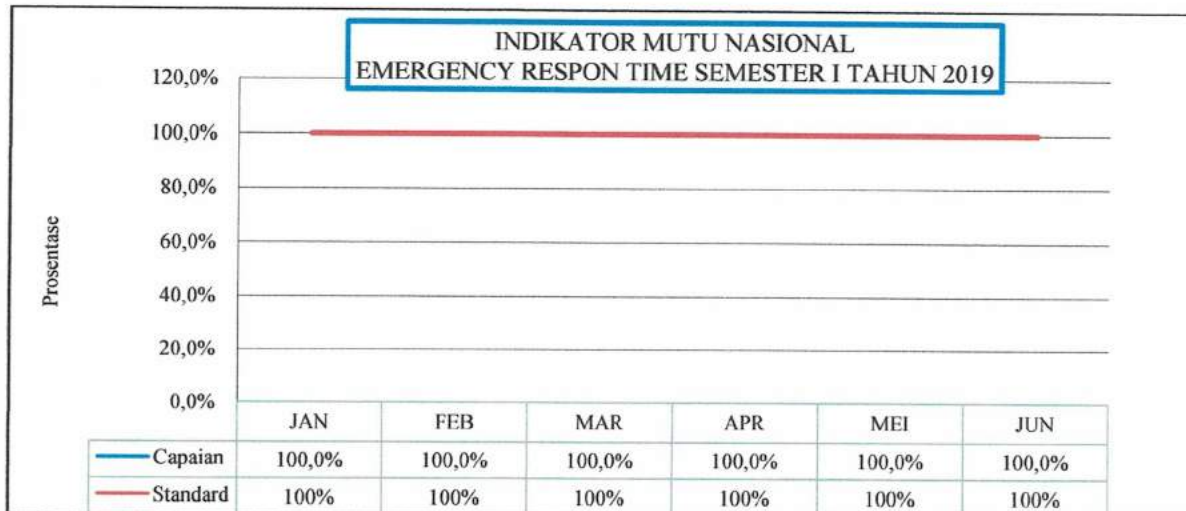 INDIKATOR MUTU NASIONAL
EMERGENCY RESPON TIME SEMESTER I TAHUN 2019
120,0%
100,0%
80,0%
60,0%
40,0%
20,0%
0,0%
Prosentase
JAN FEB MAR APR MEI JUN
Capaian 100,0% 100,0% 100,0% 100,0% 100,0% 100,0%
Standard 100% 100% 100% 100% 100% 100%